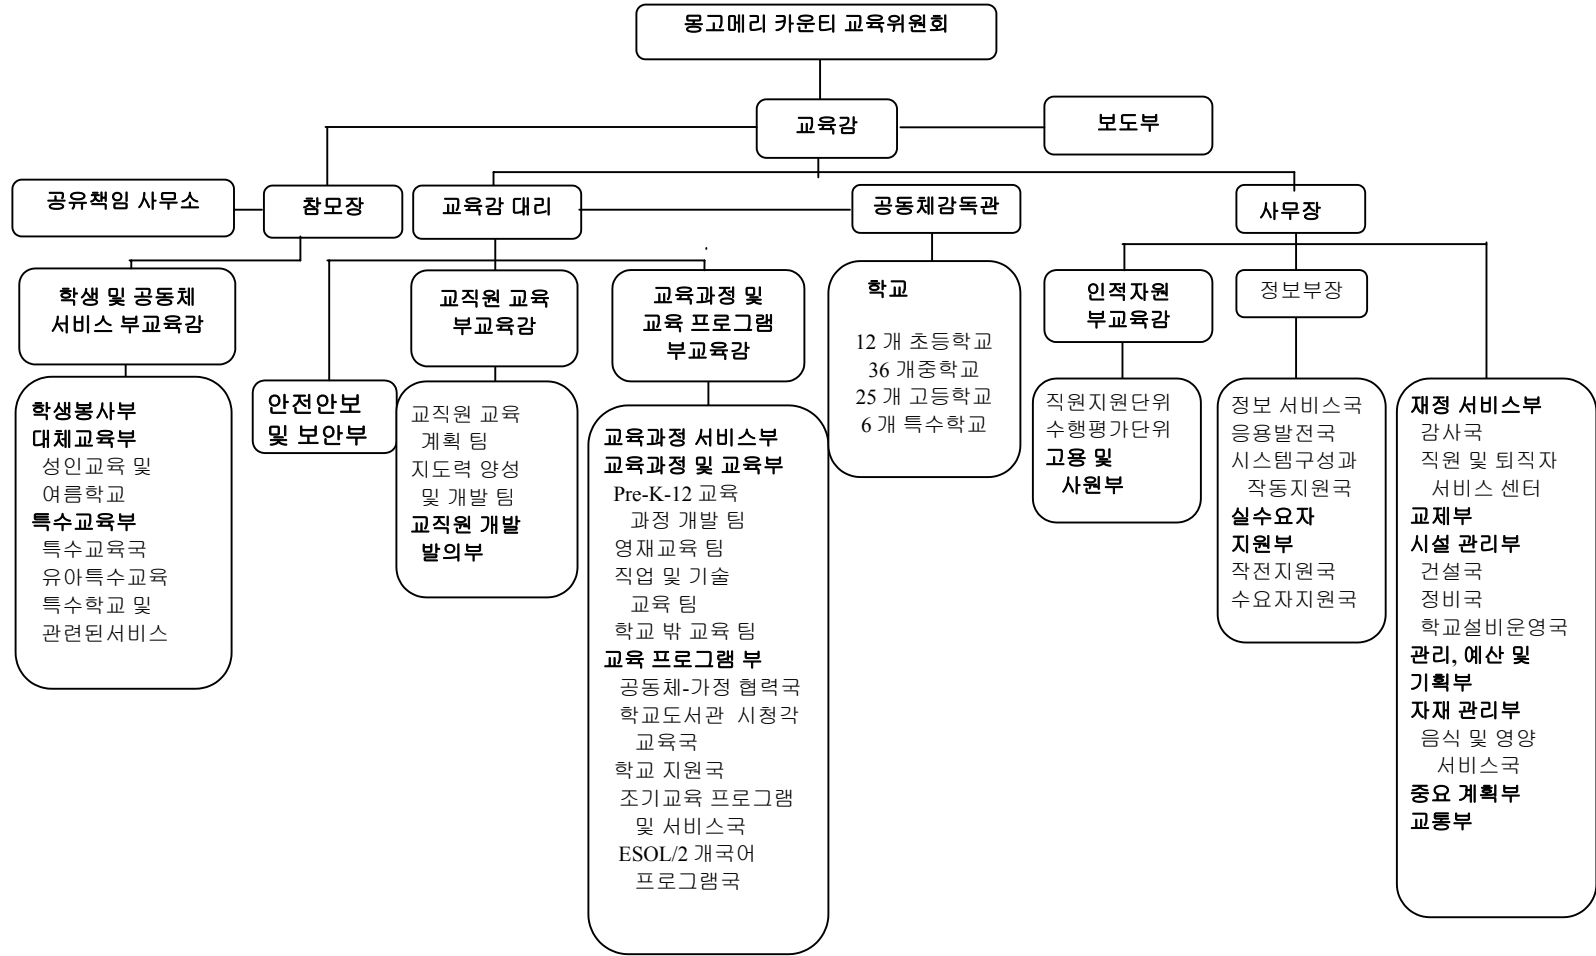 몽고메리 카운티 교육위원회
교육감
보도부
공유책임 사무소
참모장
교육감 대리
공동체감독관
사무장
학생 및 공동체
서비스 부교육감
교직원 교육
부교육감
교육과정 및
교육 프로그램
부교육감
학교
12 개 초등학교
36 개중학교
25 개 고등학교
6 개 특수학교
인적자원
부교육감
정보부장
학생봉사부
대체교육부
성인교육 및
여름학교
특수교육부
특수교육국
유아특수교육
특수학교 및
관련된서비스
안전안보
및 보안부
교직원 교육
계획 팀
지도력 양성
및 개발 팀
교직원 개발
발의부
교육과정 서비스부
교육과정 및 교육부
Pre-K-12 교육
과정 개발 팀
영재교육 팀
직업 및 기술
교육 팀
학교 밖 교육 팀
교육 프로그램 부
공동체-가정 협력국
학교도서관 시청각
교육국
학교 지원국
조기교육 프로그램
및 서비스국
ESOL/2 개국어
프로그램국
직원지원단위
수행평가단위
고용 및
사원부
정보 서비스국
응용발전국
시스템구성과
작동지원국
실수요자
지원부
작전지원국
수요자지원국
재정 서비스부
감사국
직원 및 퇴직자
서비스 센터
교제부
시설 관리부
건설국
정비국
학교설비운영국
관리, 예산 및
기획부
자재 관리부
음식 및 영양
서비스국
중요 계획부
교통부